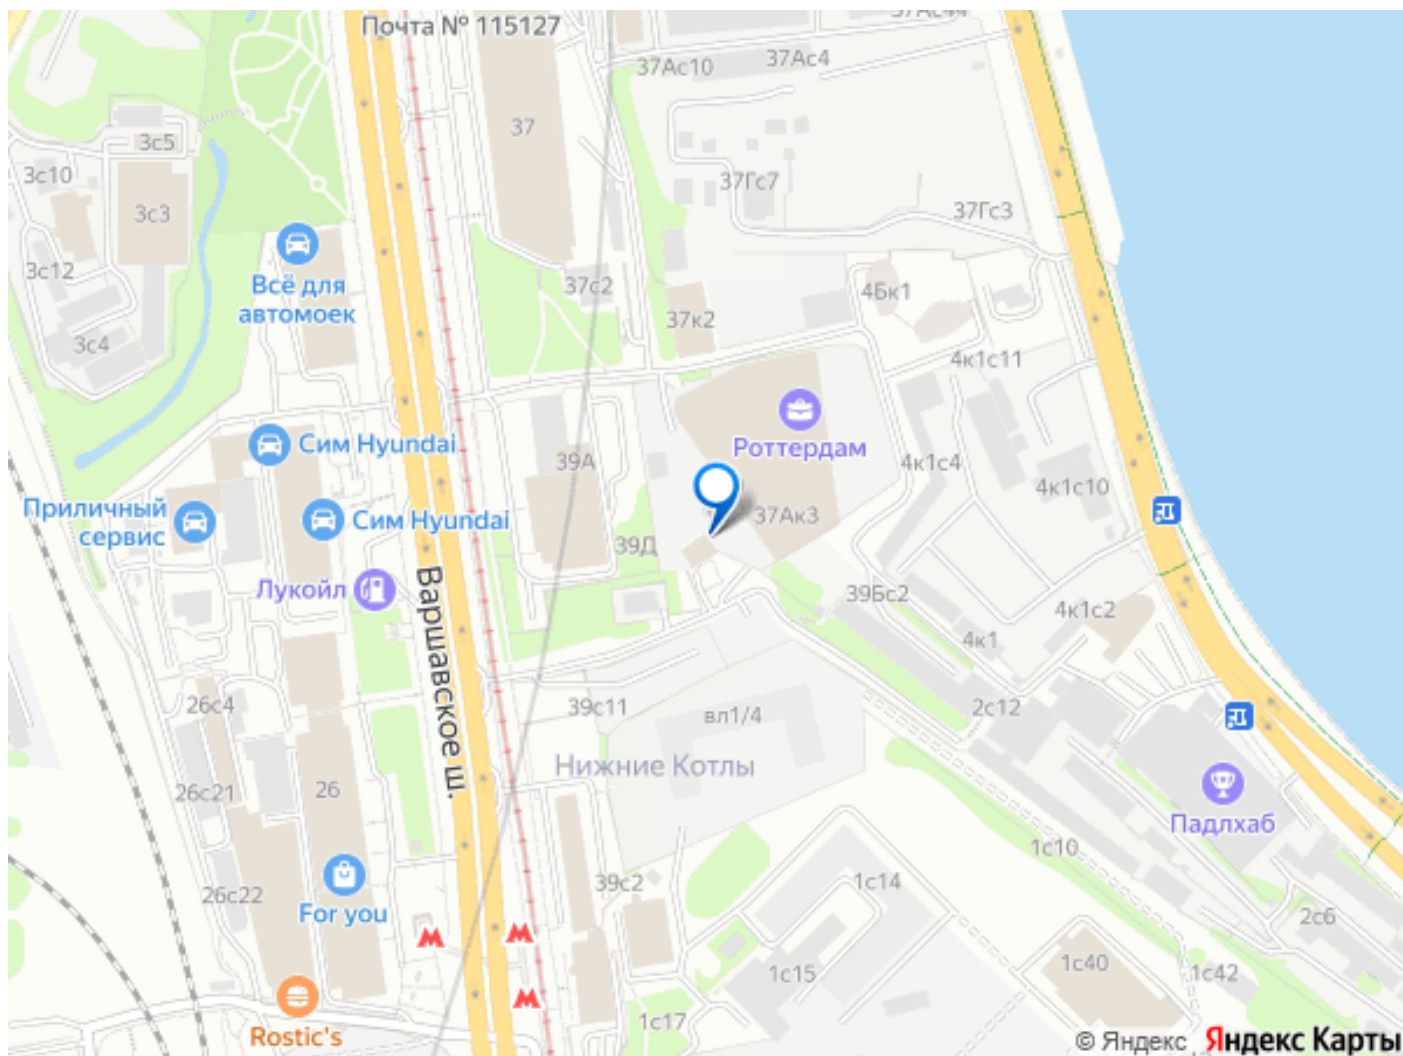 37Ас44
Почта № 115127
37Ас10
37Ас4
37
3с5
3с10
3с3
37Гс7
37Гс3
3с12
37с2
4Бк1
Всё для
автомоек
37к2
3с4
4к1с11
Сим Hyundai
Роттердам
39А
4к1с4
4к1с10
Приличный
сервис
Сим Hyundai
37Ак3
39Д
Лукойл
39Бс2
4к1с2
4к1
Варшавское ш.
26с4
39с11
вл1/4
2с12
Нижние Котлы
26с21
26
Падлхаб
1с10
26с22
39с2
1с14
For you
2с6
1с15
1с40
1с42
1с17
Rostic's
© Яндекс Яндекс Карты